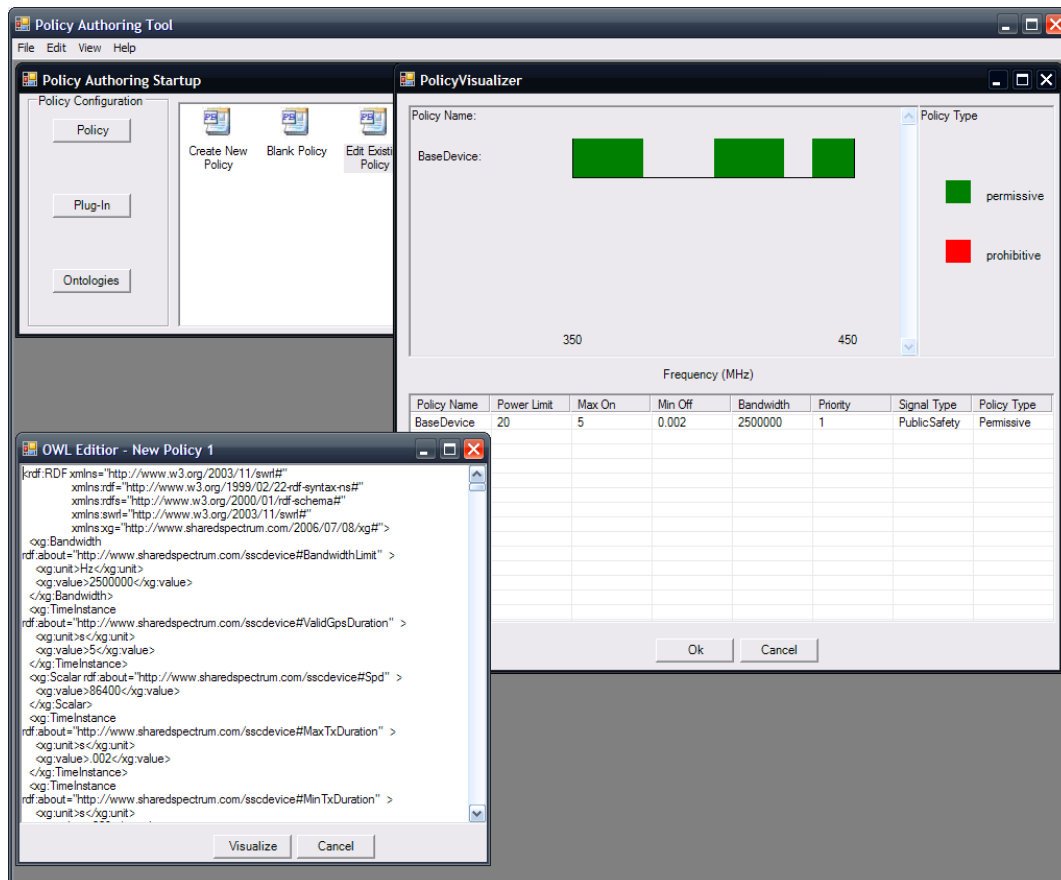 Policy Authoring Tool
File Edit View Help
Policy Authoring Startup
Policy Configuration
Policy
Plug-In
Ontologies
Create New
Policy
Blank Policy
Edit Existi
Policy
PolicyVisualizer
Policy Name:
BaseDevice:
350
450
Policy Type
permissive
prohibitive
Frequency (MHz)
Policy Name Power Limit Max On Min Off Bandwidth Priority Signal Type Policy Type
BaseDevice 20 5 0.002 2500000 1 PublicSafety Permissive
Ok Cancel
OWL Editior - New Policy 1
<rdf:RDF xmlns="http://www.w3.org/2003/11/swrl#"
xmlns:rdf="http://www.w3.org/1999/02/22-rdf-syntax-ns#"
xmlns:rdfs="http://www.w3.org/2000/01/rdf-schema#"
xmlns:swrl="http://www.w3.org/2003/11/swrl#"
xmlns:xg="http://www.sharedspectrum.com/2006/07/08/xg#">
<xg:Bandwidth
rdf:about="http://www.sharedspectrum.com/sscdevice#BandwidthLimit" >
<xg:unit>Hz</xg:unit>
<xg:value>2500000</xg:value>
</xg:Bandwidth>
<xg:TimeInstance
rdf:about="http://www.sharedspectrum.com/sscdevice#ValidGpsDuration" >
<xg:unit>s</xg:unit>
<xg:value>5</xg:value>
</xg:TimeInstance>
<xg:Scalar rdf:about="http://www.sharedspectrum.com/sscdevice#Spd" >
<xg:value>86400</xg:value>
</xg:Scalar>
<xg:TimeInstance
rdf:about="http://www.sharedspectrum.com/sscdevice#MaxTxDuration" >
<xg:unit>s</xg:unit>
<xg:value>.002</xg:value>
</xg:TimeInstance>
<xg:TimeInstance
rdf:about="http://www.sharedspectrum.com/sscdevice#MinTxDuration" >
<xg:unit>s</xg:unit>
Visualize Cancel